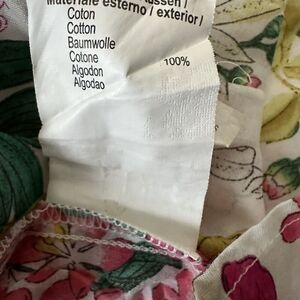 Materiale esterno / exterior /
Coton
Cotton
Baumwolle
Cotone
Algodon
Algodao
100%